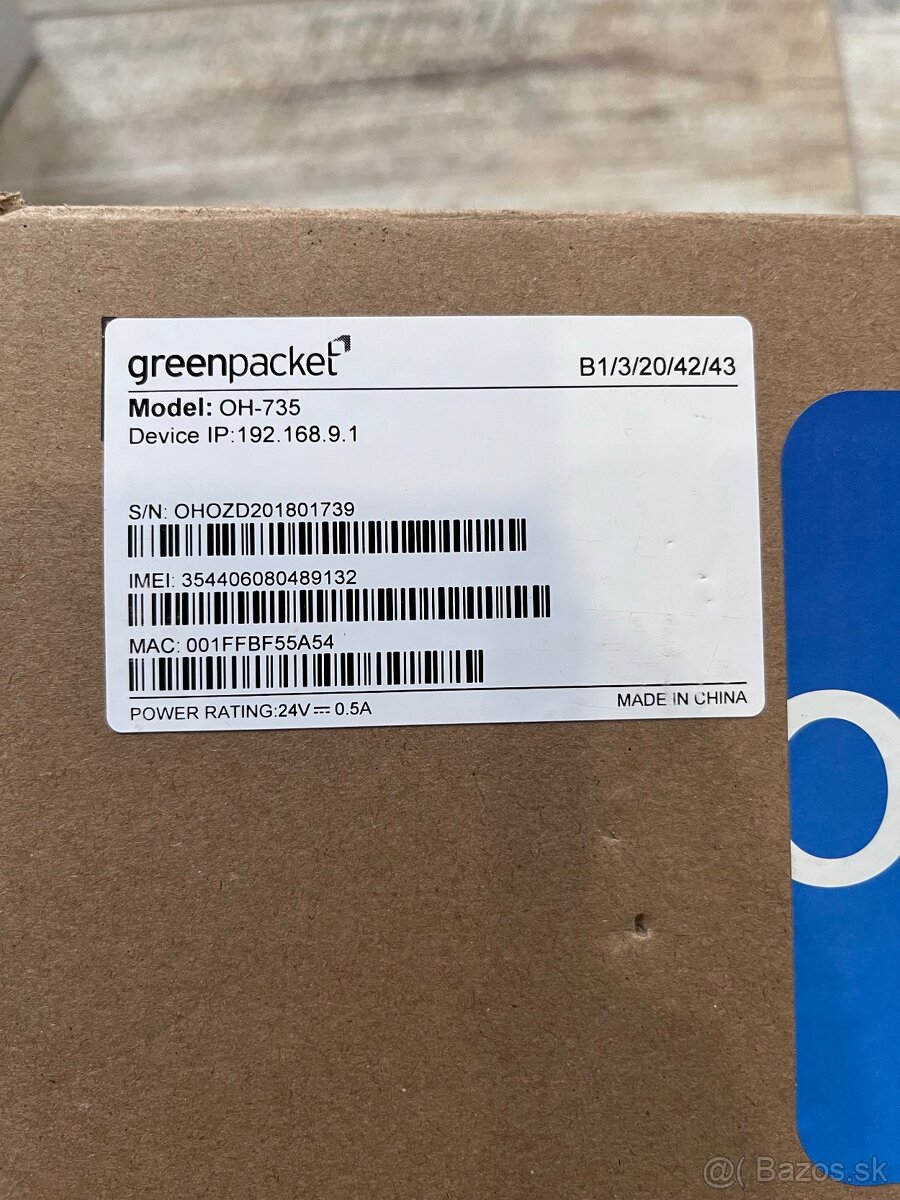 greenpacket
B1/3/20/42/43
Model: OH-735
Device IP:192.168.9.1
S/N: OHOZD201801739
IMEI: 354406080489132
MAC: 001FFBF55A54
POWER RATING:24V⎓0.5A
MADE IN CHINA
O
@( Bazos.sk